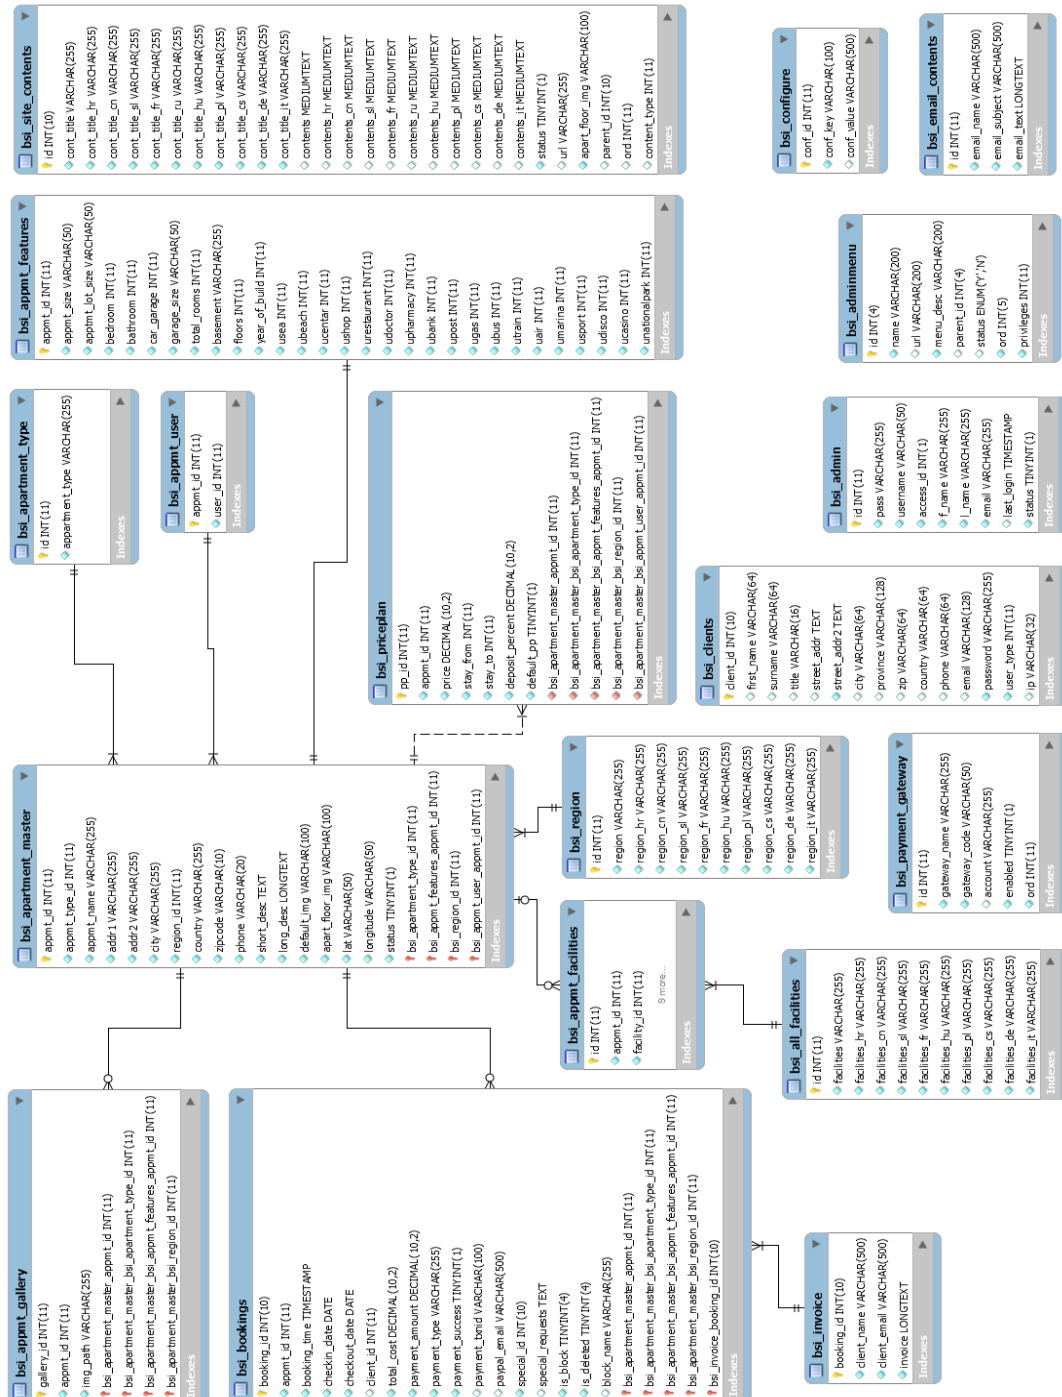 bsi_appmt_gallery
gallery_id INT(11)
appmt_id INT(11)
img_path VARCHAR(255)
bsi_apartment_master_appmt_id INT(11)
bsi_apartment_master_bsi_apartment_type_id INT(11)
bsi_apartment_master_bsi_appmt_features_appmt_id INT(11)
bsi_apartment_master_bsi_region_id INT(11)
Indexes
bsi_apartment_master
appmt_id INT(11)
appmt_type_id INT(11)
appmt_name VARCHAR(255)
addr1 VARCHAR(255)
addr2 VARCHAR(255)
city VARCHAR(255)
region_id INT(11)
country VARCHAR(255)
zipcode VARCHAR(10)
phone VARCHAR(20)
short_desc TEXT
long_desc LONGTEXT
default_img VARCHAR(100)
apart_floor_img VARCHAR(100)
lat VARCHAR(50)
longitude VARCHAR(50)
status TINYINT(1)
bsi_apartment_type_id INT(11)
bsi_appmt_features_appmt_id INT(11)
bsi_region_id INT(11)
bsi_appmt_user_appmt_id INT(11)
Indexes
bsi_apartment_type
id INT(11)
appartment_type VARCHAR(255)
Indexes
bsi_appmt_user
appmt_id INT(11)
user_id INT(11)
Indexes
bsi_appmt_features
appmt_id INT(11)
appmt_size VARCHAR(50)
apptmt_lot_size VARCHAR(50)
bedroom INT(11)
bathroom INT(11)
car_garage INT(11)
garage_size VARCHAR(50)
total_rooms INT(11)
basement VARCHAR(255)
floors INT(11)
year_of_build INT(11)
usea INT(11)
ubeach INT(11)
ucentar INT(11)
ushop INT(11)
urestaurant INT(11)
udoctor INT(11)
upharmacy INT(11)
ubank INT(11)
upost INT(11)
ugas INT(11)
ubus INT(11)
utrain INT(11)
uair INT(11)
umarina INT(11)
usport INT(11)
udisco INT(11)
ucasino INT(11)
unationalpark INT(11)
Indexes
bsi_site_contents
id INT(10)
cont_title VARCHAR(255)
cont_title_hr VARCHAR(255)
cont_title_cn VARCHAR(255)
cont_title_sl VARCHAR(255)
cont_title_fr VARCHAR(255)
cont_title_ru VARCHAR(255)
cont_title_hu VARCHAR(255)
cont_title_pl VARCHAR(255)
cont_title_cs VARCHAR(255)
cont_title_de VARCHAR(255)
cont_title_it VARCHAR(255)
contents MEDIUMTEXT
contents_hr MEDIUMTEXT
contents_cn MEDIUMTEXT
contents_sl MEDIUMTEXT
contents_fr MEDIUMTEXT
contents_ru MEDIUMTEXT
contents_hu MEDIUMTEXT
contents_pl MEDIUMTEXT
contents_cs MEDIUMTEXT
contents_de MEDIUMTEXT
contents_it MEDIUMTEXT
status TINYINT(1)
url VARCHAR(255)
apart_floor_img VARCHAR(100)
parent_id INT(10)
ord INT(11)
content_type INT(11)
Indexes
bsi_bookings
booking_id INT(10)
appmt_id INT(11)
booking_time TIMESTAMP
checkin_date DATE
checkout_date DATE
client_id INT(11)
total_cost DECIMAL(10,2)
payment_amount DECIMAL(10,2)
payment_type VARCHAR(255)
payment_success TINYINT(1)
payment_txnid VARCHAR(100)
paypal_email VARCHAR(500)
special_id INT(10)
special_requests TEXT
is_block TINYINT(4)
is_deleted TINYINT(4)
block_name VARCHAR(255)
bsi_apartment_master_appmt_id INT(11)
bsi_apartment_master_bsi_apartment_type_id INT(11)
bsi_apartment_master_bsi_appmt_features_appmt_id INT(11)
bsi_apartment_master_bsi_region_id INT(11)
bsi_invoice_booking_id INT(10)
Indexes
bsi_priceplan
pp_id INT(11)
appmt_id INT(11)
price DECIMAL(10,2)
stay_from INT(11)
stay_to INT(11)
deposit_percent DECIMAL(10,2)
default_pp TINYINT(1)
bsi_apartment_master_appmt_id INT(11)
bsi_apartment_master_bsi_apartment_type_id INT(11)
bsi_apartment_master_bsi_appmt_features_appmt_id INT(11)
bsi_apartment_master_bsi_region_id INT(11)
bsi_apartment_master_bsi_appmt_user_appmt_id INT(11)
Indexes
bsi_appmt_facilities
id INT(11)
appmt_id INT(11)
facility_id INT(11)
9 more...
Indexes
bsi_region
id INT(11)
region VARCHAR(255)
region_hr VARCHAR(255)
region_cn VARCHAR(255)
region_sl VARCHAR(255)
region_fr VARCHAR(255)
region_hu VARCHAR(255)
region_pl VARCHAR(255)
region_cs VARCHAR(255)
region_de VARCHAR(255)
region_it VARCHAR(255)
Indexes
bsi_clients
client_id INT(10)
first_name VARCHAR(64)
surname VARCHAR(64)
title VARCHAR(16)
street_addr TEXT
street_addr2 TEXT
city VARCHAR(64)
province VARCHAR(128)
zip VARCHAR(64)
country VARCHAR(64)
phone VARCHAR(64)
email VARCHAR(128)
password VARCHAR(255)
user_type INT(11)
ip VARCHAR(32)
Indexes
bsi_configure
conf_id INT(11)
conf_key VARCHAR(100)
conf_value VARCHAR(500)
Indexes
bsi_invoice
booking_id INT(10)
client_name VARCHAR(500)
client_email VARCHAR(500)
invoice LONGTEXT
Indexes
bsi_all_facilities
id INT(11)
facilities VARCHAR(255)
facilities_hr VARCHAR(255)
facilities_cn VARCHAR(255)
facilities_sl VARCHAR(255)
facilities_fr VARCHAR(255)
facilities_hu VARCHAR(255)
facilities_pl VARCHAR(255)
facilities_cs VARCHAR(255)
facilities_de VARCHAR(255)
facilities_it VARCHAR(255)
Indexes
bsi_payment_gateway
id INT(11)
gateway_name VARCHAR(255)
gateway_code VARCHAR(50)
account VARCHAR(255)
enabled TINYINT(1)
ord INT(11)
Indexes
bsi_admin
id INT(11)
pass VARCHAR(255)
username VARCHAR(50)
access_id INT(1)
f_name VARCHAR(255)
l_name VARCHAR(255)
email VARCHAR(255)
last_login TIMESTAMP
status TINYINT(1)
Indexes
bsi_adminmenu
id INT(4)
name VARCHAR(200)
url VARCHAR(200)
menu_desc VARCHAR(200)
parent_id INT(4)
status ENUM('Y','N')
ord INT(5)
privileges INT(11)
Indexes
bsi_email_contents
id INT(11)
email_name VARCHAR(500)
email_subject VARCHAR(500)
email_text LONGTEXT
Indexes